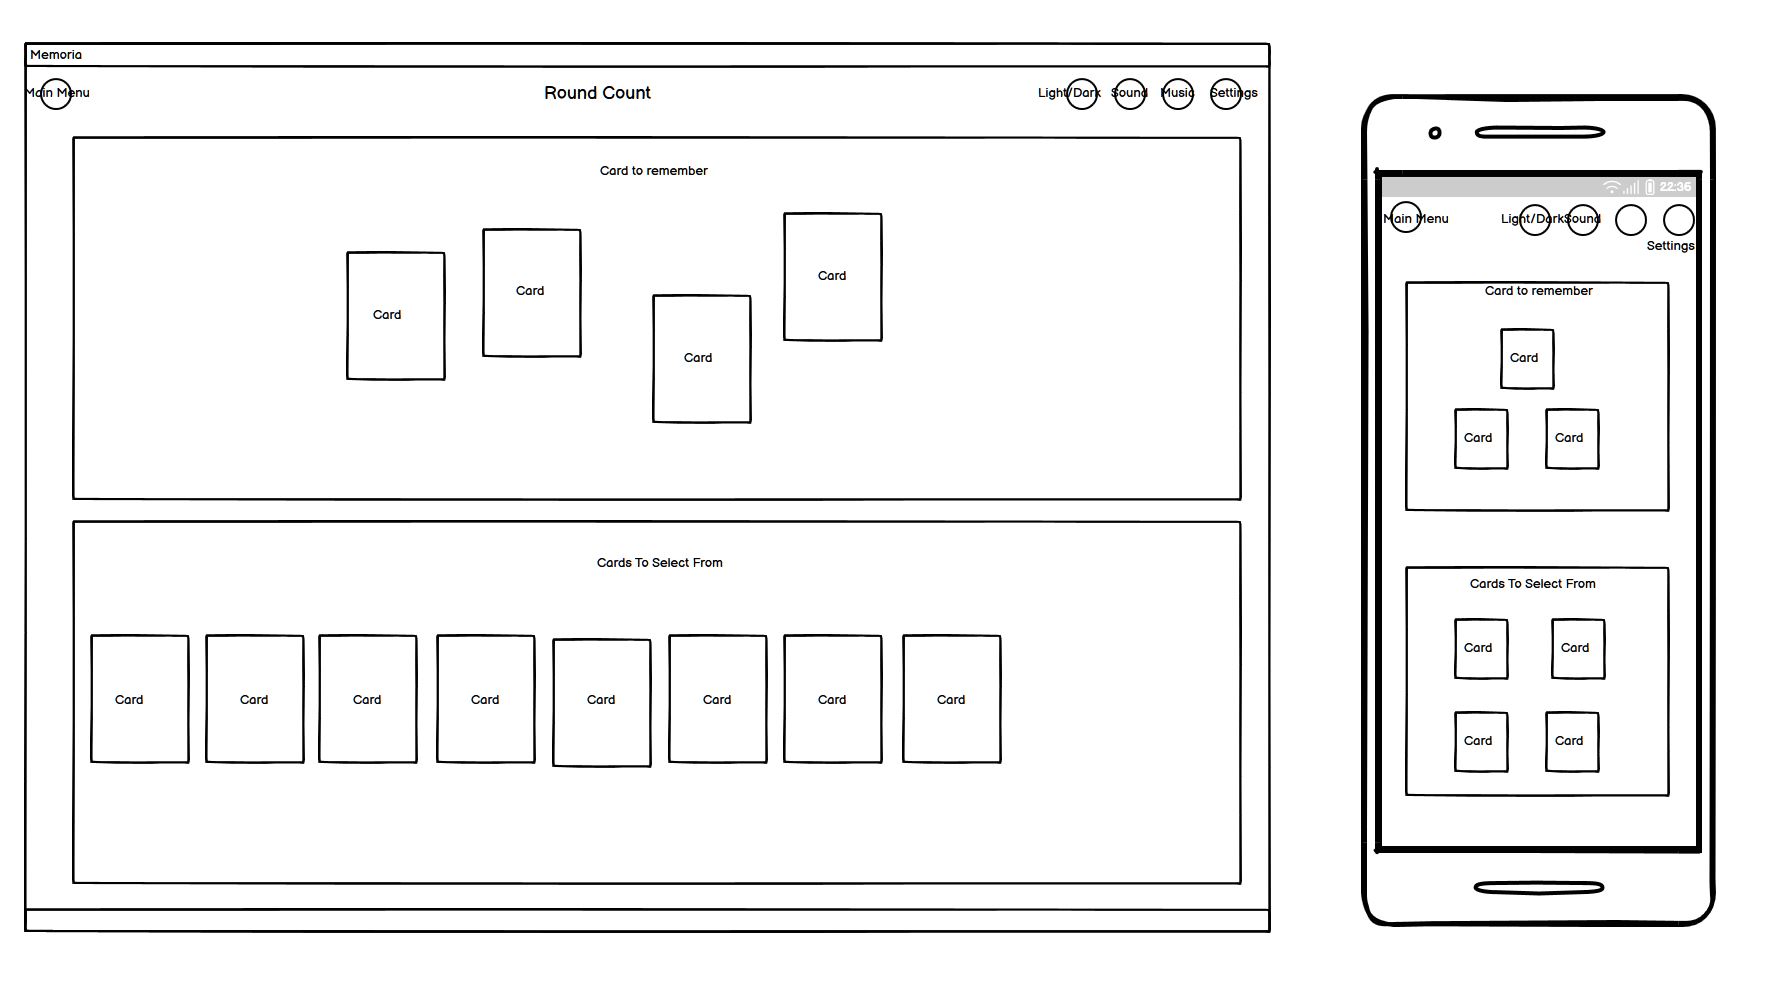 Memoria
Main Menu
Round Count
Light/Dark Sound Music Settings
Card to remember
Card
Card
Card
Card
Cards To Select From
Card Card Card Card Card Card Card Card
22:36
Main Menu Light/Dark Sound
Settings
Card to remember
Card
Card Card
Cards To Select From
Card Card
Card Card